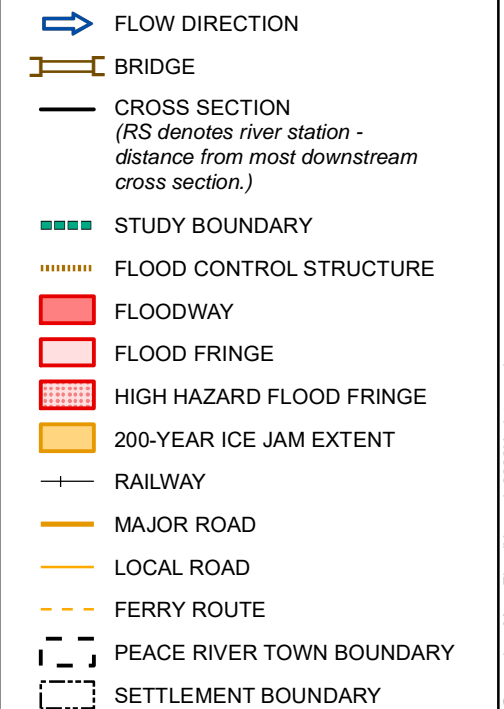 FLOW DIRECTION
BRIDGE
CROSS SECTION
(RS denotes river station -
distance from most downstream
cross section.)
STUDY BOUNDARY
FLOOD CONTROL STRUCTURE
FLOODWAY
FLOOD FRINGE
HIGH HAZARD FLOOD FRINGE
200-YEAR ICE JAM EXTENT
RAILWAY
MAJOR ROAD
LOCAL ROAD
FERRY ROUTE
PEACE RIVER TOWN BOUNDARY
SETTLEMENT BOUNDARY